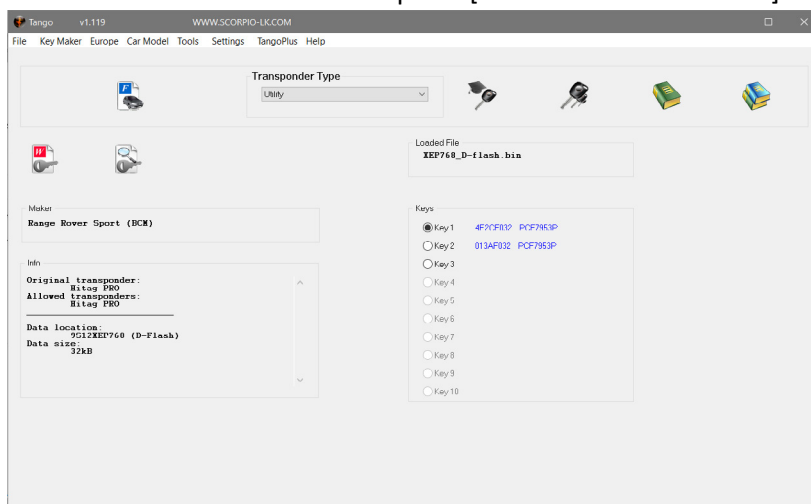 Tango v1.119 WWW.SCORPIO-LK.COM
File Key Maker Europe Car Model Tools Settings TangoPlus Help
Transponder Type
Utility
Loaded File
XEP768_D-flash.bin
Maker
Range Rover Sport (BCM)
Keys
Key 1 4F2CF032 PCF7953P
Key 2 013AF032 PCF7953P
Key 3
Key 4
Key 5
Key 6
Key 7
Key 8
Key 9
Key 10
Info
Original transponder:
Hitag PRO
Allowed transponders:
Hitag PRO
Data location:
9S12XEP768 (D-Flash)
Data size:
32kB